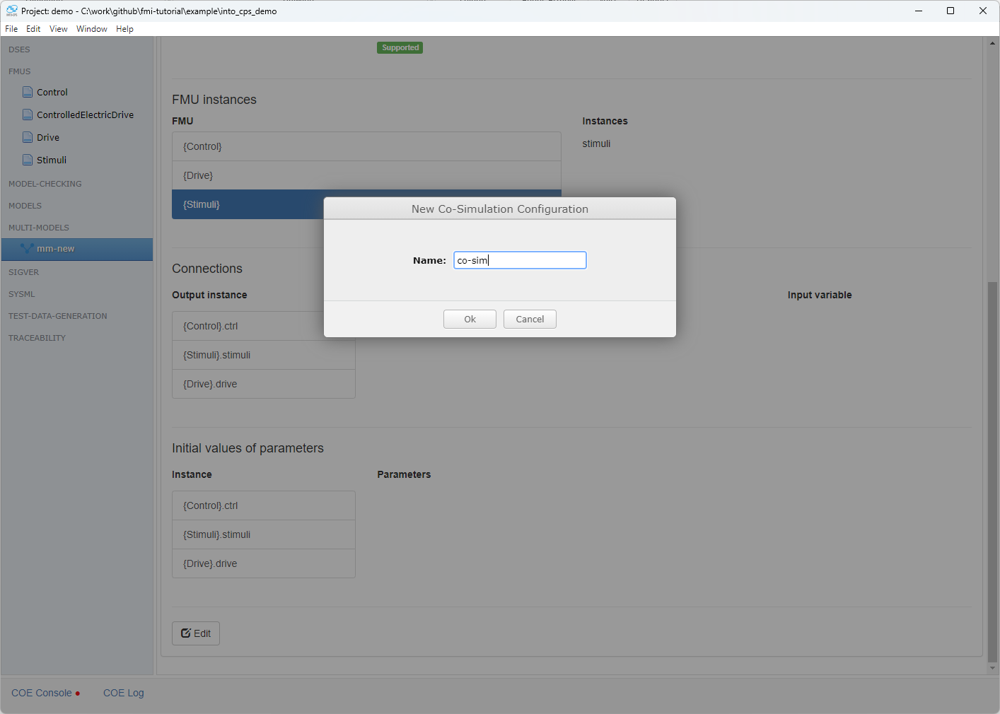 Project: demo - C:\work\github\fmi-tutorial\example\into_cps_demo
File Edit View Window Help
DSES
FMUS
Control
ControlledElectricDrive
Drive
Stimuli
MODEL-CHECKING
MODELS
MULTI-MODELS
mm-new
SIGVER
SYSML
TEST-DATA-GENERATION
TRACEABILITY
Supported
FMU instances
FMU Instances
{Control} stimuli
{Drive}
{Stimuli}
New Co-Simulation Configuration
Name: co-sim
Ok Cancel
Connections
Output instance Input variable
{Control}.ctrl
{Stimuli}.stimuli
{Drive}.drive
Initial values of parameters
Instance Parameters
{Control}.ctrl
{Stimuli}.stimuli
{Drive}.drive
Edit
COE Console COE Log